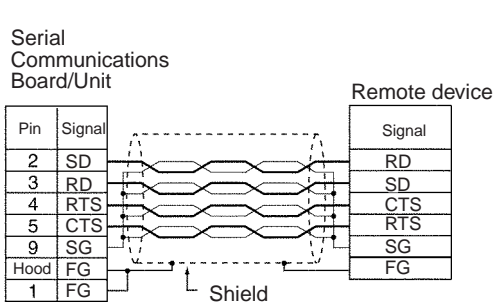 Serial
Communications
Board/Unit
Remote device
Pin Signal
Signal
2 SD
RD
3 RD
SD
4 RTS
CTS
5 CTS
RTS
9 SG
SG
Hood FG
FG
1 FG
Shield